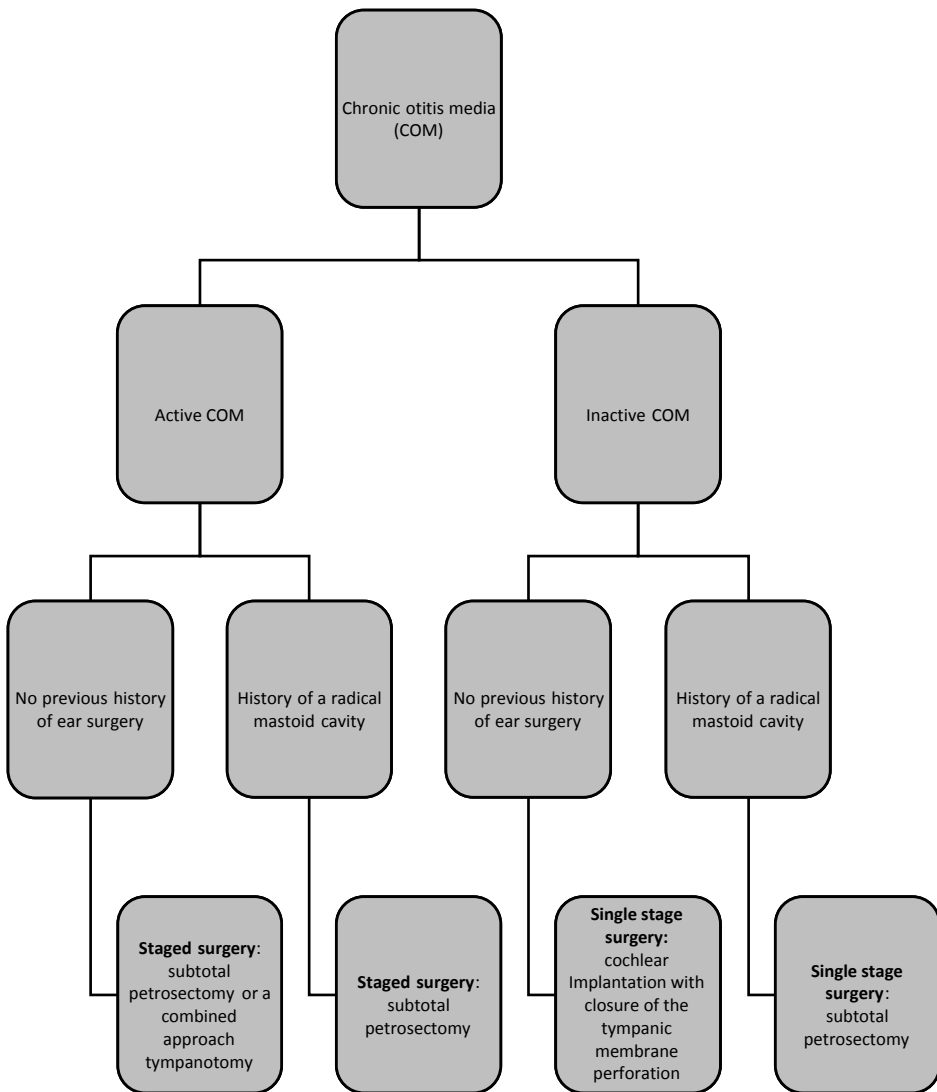 Chronic otitis media
(COM)
Active COM
Inactive COM
No previous history
of ear surgery
History of a radical
mastoid cavity
No previous history
of ear surgery
History of a radical
mastoid cavity
Staged surgery:
subtotal
petrosectomy or a
combined
approach
tympanotomy
Staged surgery:
subtotal
petrosectomy
Single stage
surgery:
cochlear
Implantation with
closure of the
tympanic
membrane
perforation
Single stage
surgery:
subtotal
petrosectomy